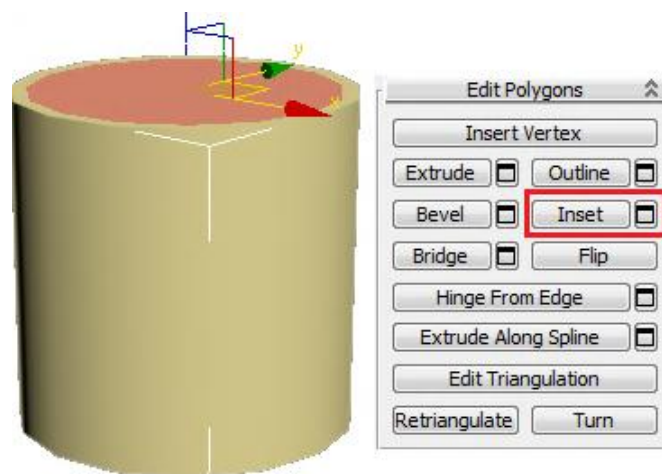 y
x
Edit Polygons
Insert Vertex
Extrude Outline
Bevel Inset
Bridge Flip
Hinge From Edge
Extrude Along Spline
Edit Triangulation
Retriangulate Turn